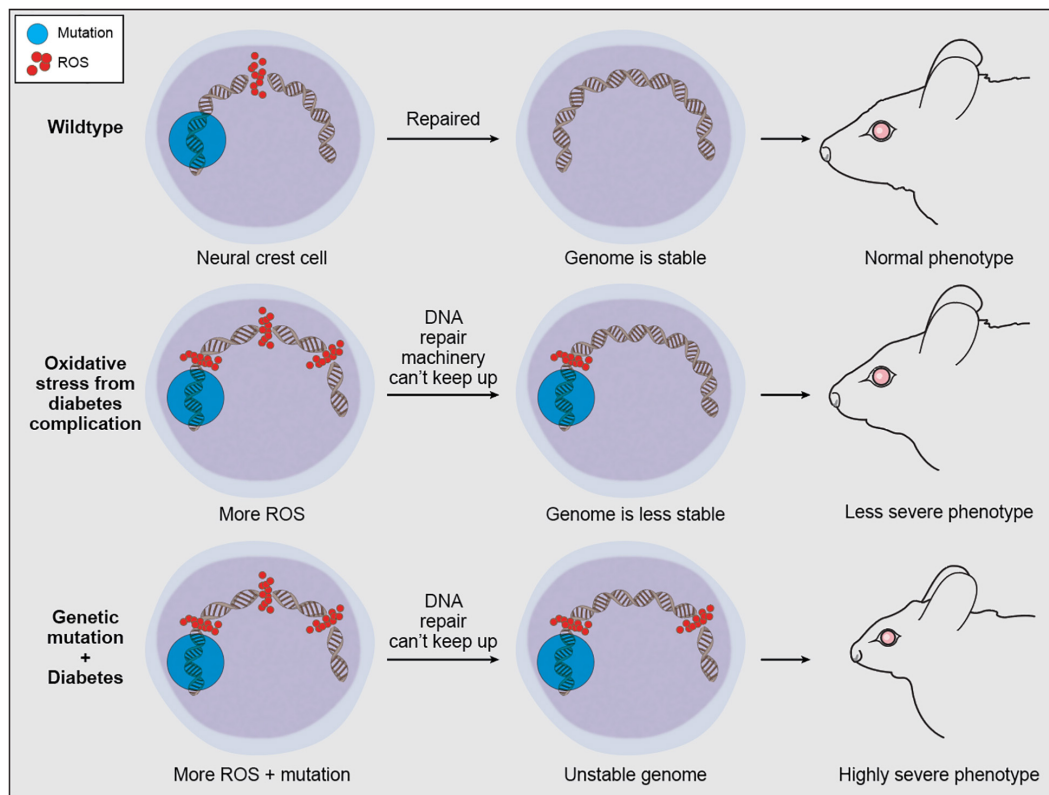 Mutation
ROS
Wildtype
Repaired
Neural crest cell
Genome is stable
Normal phenotype
Oxidative
stress from
diabetes
complication
DNA
repair
machinery
can't keep up
More ROS
Genome is less stable
Less severe phenotype
Genetic
mutation
+
Diabetes
DNA
repair
can't keep up
More ROS + mutation
Unstable genome
Highly severe phenotype